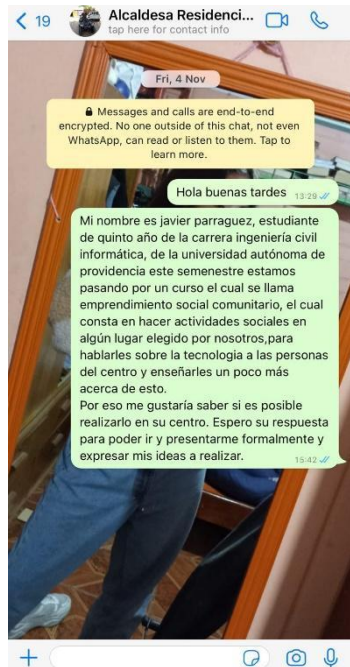 19
Alcaldesa Residenci...
tap here for contact info
Fri, 4 Nov
Messages and calls are end-to-end
encrypted. No one outside of this chat, not even
WhatsApp, can read or listen to them. Tap to
learn more.
Hola buenas tardes 13:29
Mi nombre es javier parraguez, estudiante
de quinto año de la carrera ingeniería civil
informática, de la universidad autónoma de
providencia este semenestre estamos
pasando por un curso el cual se llama
emprendimiento social comunitario, el cual
consta en hacer actividades sociales en
algún lugar elegido por nosotros,para
hablarles sobre la tecnologia a las personas
del centro y enseñarles un poco más
acerca de esto.
Por eso me gustaría saber si es posible
realizarlo en su centro. Espero su respuesta
para poder ir y presentarme formalmente y
expresar mis ideas a realizar. 15:42